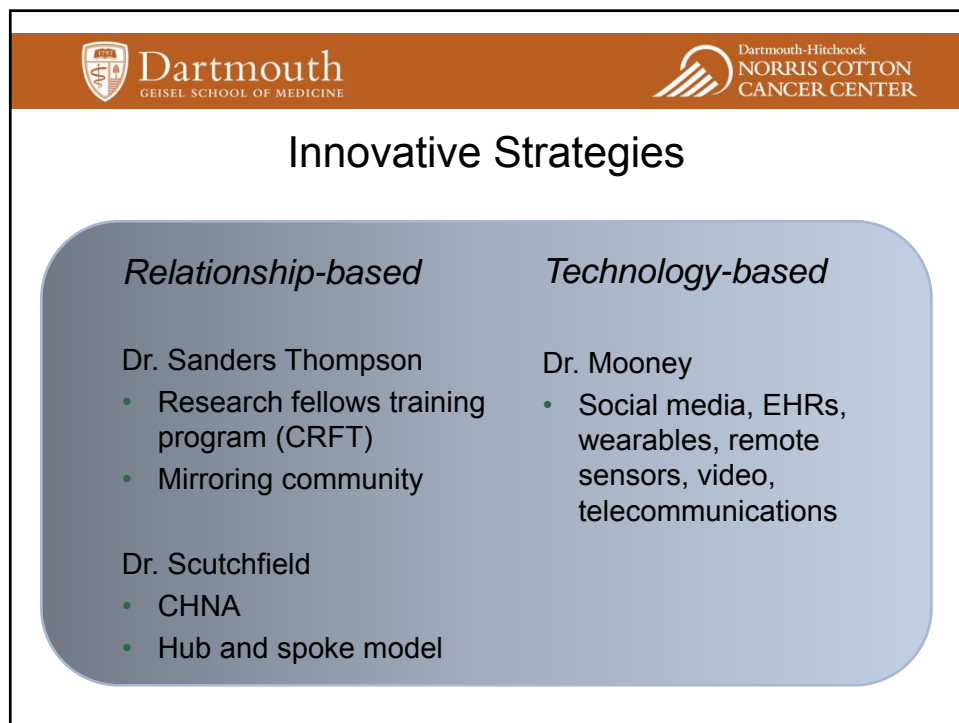 1797
Dartmouth
GEISEL SCHOOL OF MEDICINE
Dartmouth-Hitchcock
NORRIS COTTON
CANCER CENTER
Innovative Strategies
Relationship-based
Dr. Sanders Thompson
• Research fellows training
program (CRFT)
• Mirroring community
Dr. Scutchfield
• CHNA
• Hub and spoke model
Technology-based
Dr. Mooney
• Social media, EHRs,
wearables, remote
sensors, video,
telecommunications